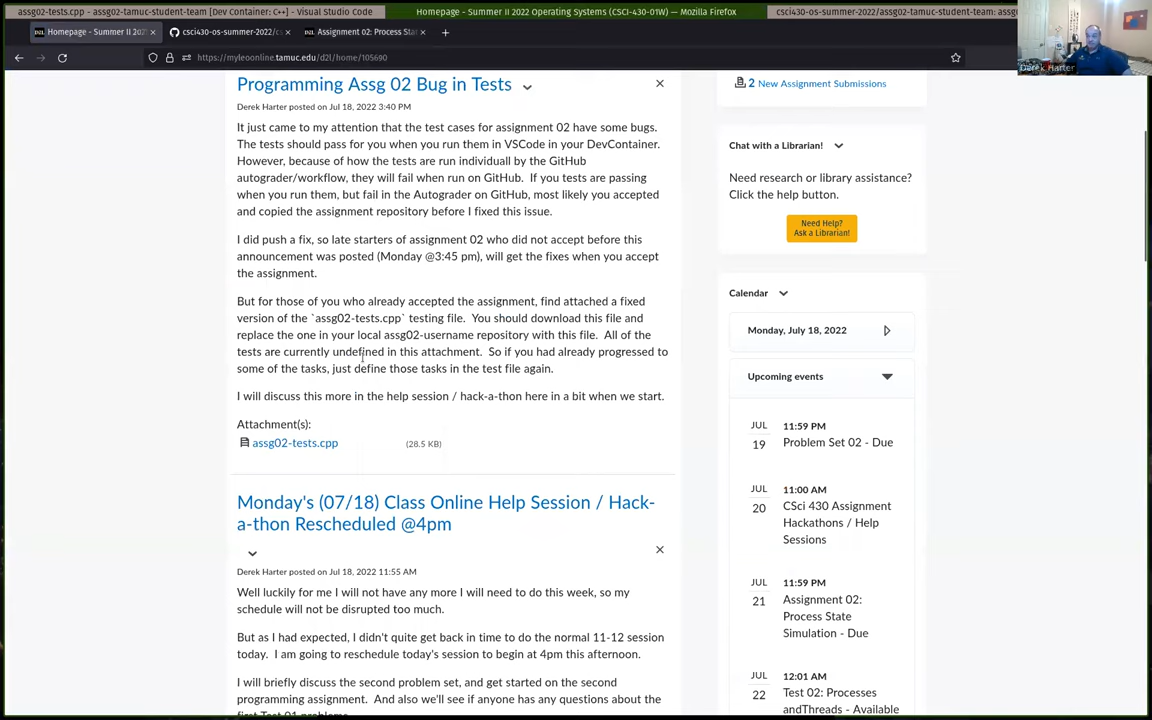 assg02-tests.cpp - assg02-tamuc-student-team [Dev Container: C++] - Visual Studio Code
Homepage - Summer II 2022 Operating Systems (CSCI-430-01W) — Mozilla Firefox
csci430-os-summer-2022/assg02-tamuc-student-team: assg
Homepage - Summer II 202
csci430-os-summer-2022/cs
Assignment 02: Process Stat
https://myleoonline.tamuc.edu/d2l/home/105690
Derek Harter
Programming Assg 02 Bug in Tests
Derek Harter posted on Jul 18, 2022 3:40 PM
It just came to my attention that the test cases for assignment 02 have some bugs.
The tests should pass for you when you run them in VSCode in your DevContainer.
However, because of how the tests are run individuall by the GitHub
autograder/workflow, they will fail when run on GitHub. If you tests are passing
when you run them, but fail in the Autograder on GitHub, most likely you accepted
and copied the assignment repository before I fixed this issue.
I did push a fix, so late starters of assignment 02 who did not accept before this
announcement was posted (Monday @3:45 pm), will get the fixes when you accept
the assignment.
But for those of you who already accepted the assignment, find attached a fixed
version of the `assg02-tests.cpp` testing file. You should download this file and
replace the one in your local assg02-username repository with this file. All of the
tests are currently undefined in this attachment. So if you had already progressed to
some of the tasks, just define those tasks in the test file again.
I will discuss this more in the help session / hack-a-thon here in a bit when we start.
Attachment(s):
assg02-tests.cpp (28.5 KB)
Monday's (07/18) Class Online Help Session / Hack-
a-thon Rescheduled @4pm
Derek Harter posted on Jul 18, 2022 11:55 AM
Well luckily for me I will not have any more I will need to do this week, so my
schedule will not be disrupted too much.
But as I had expected, I didn't quite get back in time to do the normal 11-12 session
today. I am going to reschedule today's session to begin at 4pm this afternoon.
I will briefly discuss the second problem set, and get started on the second
programming assignment. And also we'll see if anyone has any questions about the
first Test 01 problems.
2 New Assignment Submissions
Chat with a Librarian!
Need research or library assistance?
Click the help button.
Need Help?
Ask a Librarian!
Calendar
Monday, July 18, 2022
Upcoming events
JUL
19
11:59 PM
Problem Set 02 - Due
JUL
20
11:00 AM
CSci 430 Assignment
Hackathons / Help
Sessions
JUL
21
11:59 PM
Assignment 02:
Process State
Simulation - Due
JUL
22
12:01 AM
Test 02: Processes
andThreads - Available